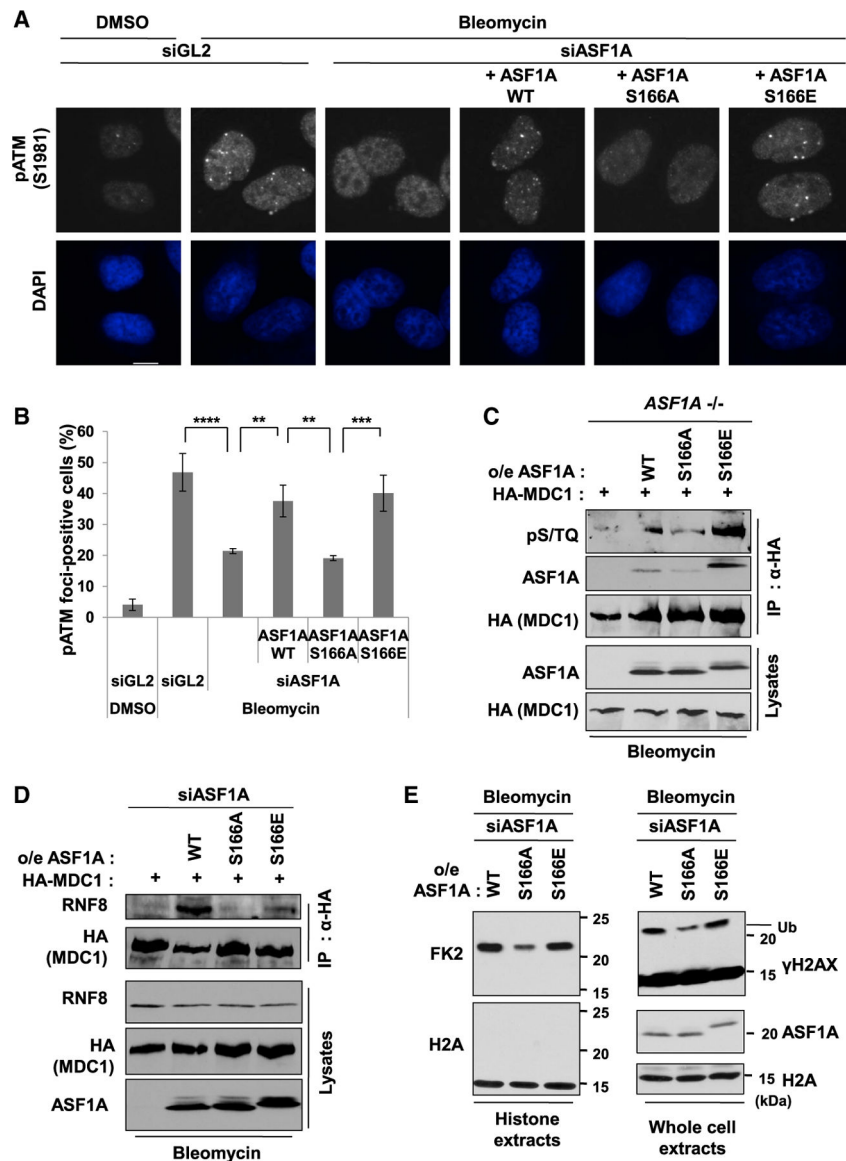 A
DMSO
Bleomycin
siGL2
siASF1A
+ ASF1A WT
+ ASF1A S166A
+ ASF1A S166E
pATM (S1981)
DAPI
B
pATM foci-positive cells (%)
60
50
40
30
20
10
0
****
**
**
***
ASF1A WT
ASF1A S166A
ASF1A S166E
siGL2
siGL2
siASF1A
DMSO
Bleomycin
C
ASF1A -/-
o/e ASF1A :
WT
S166A
S166E
HA-MDC1 : + + + +
pS/TQ
ASF1A
HA (MDC1)
IP : α-HA
ASF1A
HA (MDC1)
Lysates
Bleomycin
D
siASF1A
o/e ASF1A :
WT
S166A
S166E
HA-MDC1 : + + + +
RNF8
HA (MDC1)
IP : α-HA
RNF8
HA (MDC1)
ASF1A
Lysates
Bleomycin
E
Bleomycin
siASF1A
o/e ASF1A :
WT
S166A
S166E
FK2
25
20
15
H2A
25
20
15
Histone extracts
Bleomycin
siASF1A
WT
S166A
S166E
Ub
20
15
γH2AX
20
ASF1A
15
H2A
(kDa)
Whole cell extracts